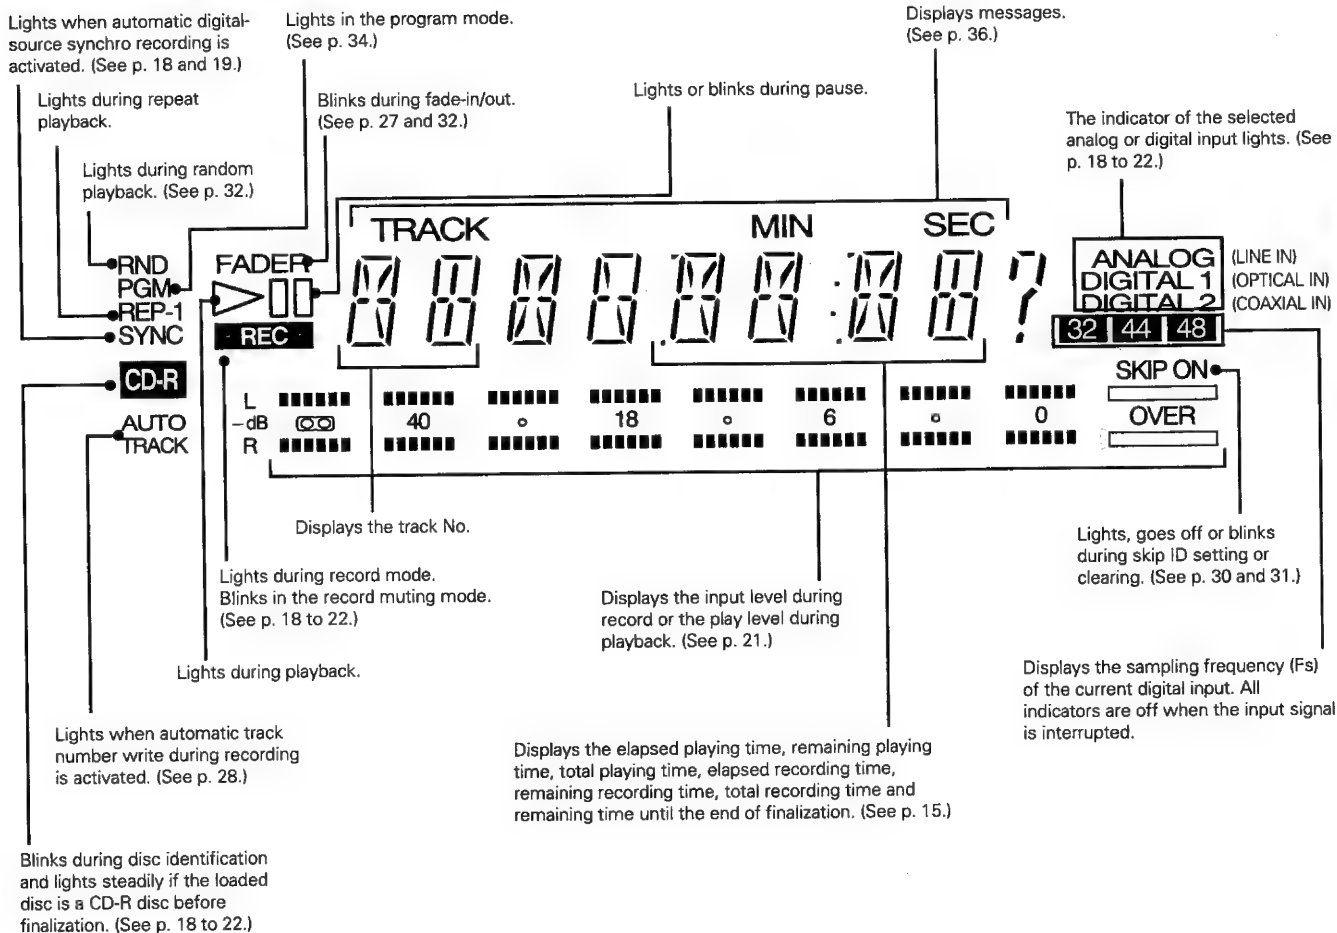 Lights when automatic digital-
source synchro recording is
activated. (See p. 18 and 19.)
Lights in the program mode.
(See p. 34.)
Displays messages.
(See p. 36.)
Lights during repeat
playback.
Blinks during fade-in/out.
(See p. 27 and 32.)
Lights or blinks during pause.
The indicator of the selected
analog or digital input lights. (See
p. 18 to 22.)
Lights during random
playback. (See p. 32.)
TRACK MIN SEC
RND FADER
PGM
REP-1
SYNC REC
ANALOG (LINE IN)
DIGITAL 1 (OPTICAL IN)
DIGITAL 2 (COAXIAL IN)
32 44 48
CD-R
SKIP ON
L
-dB 40 18 6 0 OVER
R
AUTO
TRACK
Displays the track No.
Lights during record mode.
Blinks in the record muting mode.
(See p. 18 to 22.)
Displays the input level during
record or the play level during
playback. (See p. 21.)
Lights, goes off or blinks
during skip ID setting or
clearing. (See p. 30 and 31.)
Lights during playback.
Displays the sampling frequency (Fs)
of the current digital input. All
indicators are off when the input signal
is interrupted.
Lights when automatic track
number write during recording
is activated. (See p. 28.)
Displays the elapsed playing time, remaining playing
time, total playing time, elapsed recording time,
remaining recording time, total recording time and
remaining time until the end of finalization. (See p. 15.)
Blinks during disc identification
and lights steadily if the loaded
disc is a CD-R disc before
finalization. (See p. 18 to 22.)